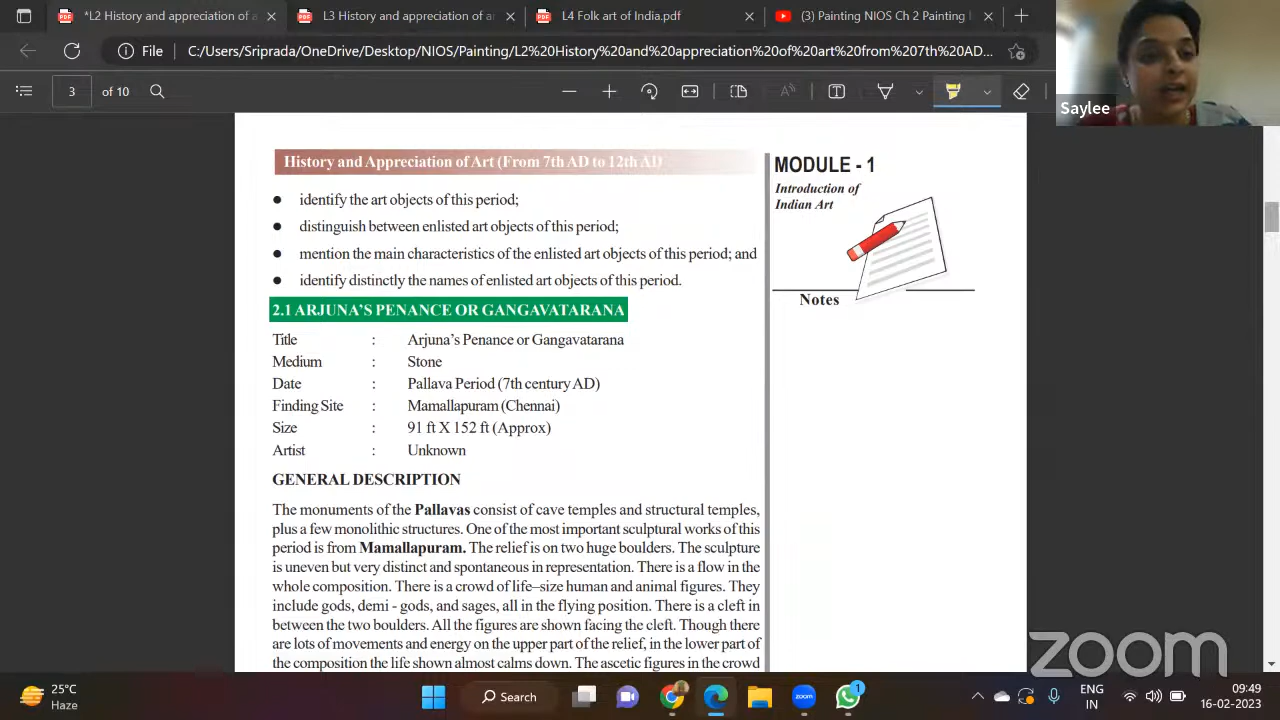 *L2 History and appreciation of a
L3 History and appreciation of a
L4 Folk art of India.pdf
(3) Painting NIOS Ch 2 Painting
File
C:/Users/Sriprada/OneDrive/Desktop/NIOS/Painting/L2%20History%20and%20appreciation%20of%20art%20from%207th%20AD...
3 of 10
Saylee
History and Appreciation of Art (From 7th AD to 12th AD
MODULE - 1
Introduction of
Indian Art
Notes
• identify the art objects of this period;
• distinguish between enlisted art objects of this period;
• mention the main characteristics of the enlisted art objects of this period; and
• identify distinctly the names of enlisted art objects of this period.
2.1 ARJUNA'S PENANCE OR GANGAVATARANA
Title : Arjuna's Penance or Gangavatarana
Medium : Stone
Date : Pallava Period (7th century AD)
Finding Site : Mamallapuram (Chennai)
Size : 91 ft X 152 ft (Approx)
Artist : Unknown
GENERAL DESCRIPTION
The monuments of the Pallavas consist of cave temples and structural temples,
plus a few monolithic structures. One of the most important sculptural works of this
period is from Mamallapuram. The relief is on two huge boulders. The sculpture
is uneven but very distinct and spontaneous in representation. There is a flow in the
whole composition. There is a crowd of life–size human and animal figures. They
include gods, demi - gods, and sages, all in the flying position. There is a cleft in
between the two boulders. All the figures are shown facing the cleft. Though there
are lots of movements and energy on the upper part of the relief, in the lower part of
the composition the life shown almost calms down. The ascetic figures in the crowd
zoom
25°C
Haze
Search
zoom
1
ENG
IN
09:49
16-02-2023